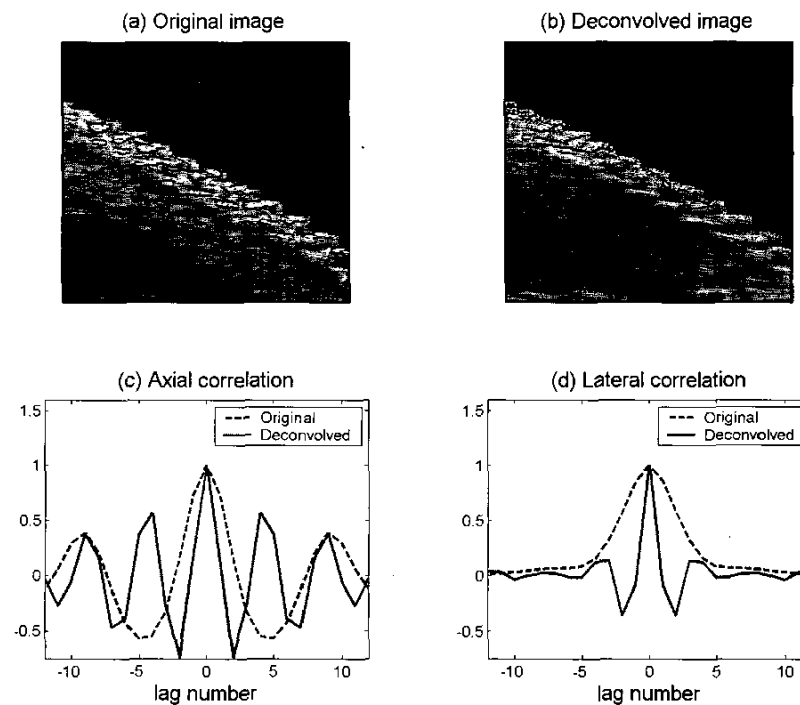 (a) Original image
(b) Deconvolved image
(c) Axial correlation
1.5
1
0.5
0
-0.5
-10
-5
0
5
10
Original
Deconvolved
lag number
(d) Lateral correlation
1.5
1
0.5
0
-0.5
-10
-5
0
5
10
Original
Deconvolved
lag number